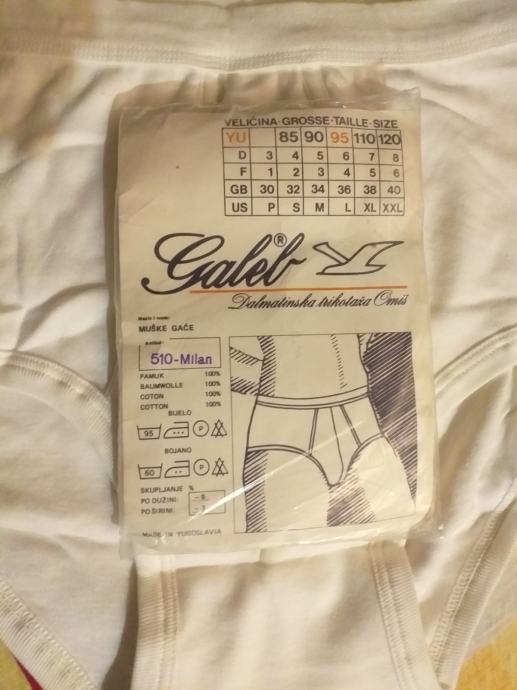 VELIČINA·GROSSE·TAILLE·SIZE
YU 85 90 95 110 120
D 3 4 5 6 7 8
F 1 2 3 4 5 6
GB 30 32 34 36 38 40
US P S M L XL XXL
Galeb®
Dalmatinska trikotaža Omiš
Naziv i namj.
MUŠKE GAĆE
Artikal:
510-Milan
PAMUK 100%
BAUMWOLLE 100%
COTON 100%
COTTON 100%
BIJELO
95 P
BOJANO
60 P
SKUPLJANJE %
PO DUŽINI:
PO ŠIRINI:
MADE IN YUGOSLAVIA